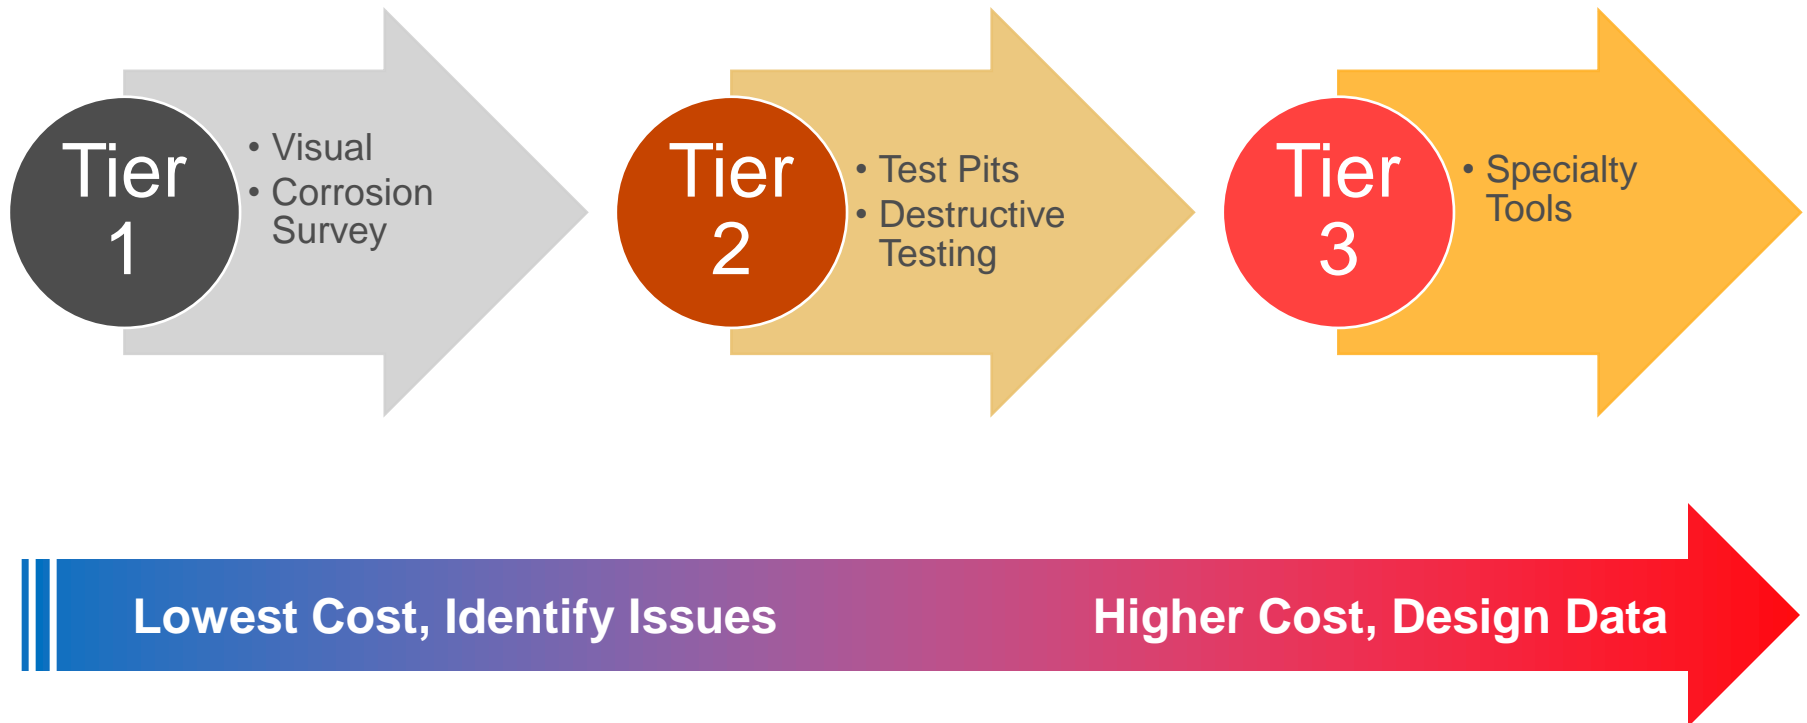 Tier
1
• Visual
• Corrosion
Survey
Tier
2
• Test Pits
• Destructive
Testing
Tier
3
• Specialty
Tools
Lowest Cost, Identify Issues
Higher Cost, Design Data